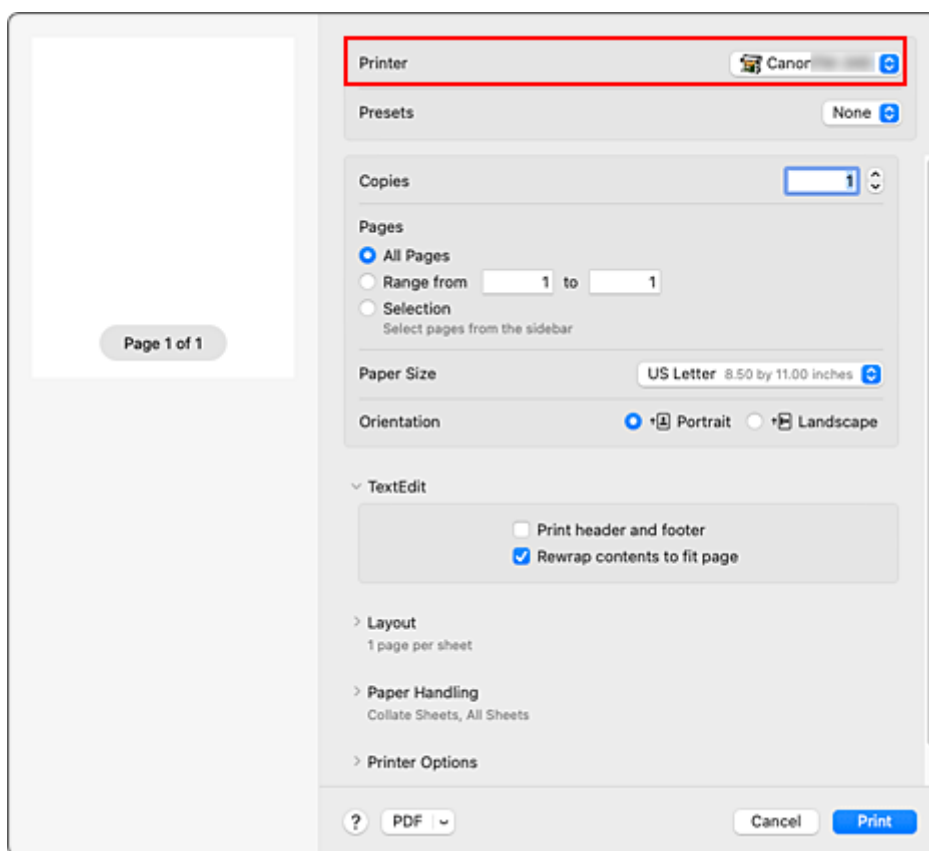 Printer
Presets None
Copies 1
Pages
All Pages
Range from 1 to 1
Selection
Select pages from the sidebar
Page 1 of 1
Paper Size US Letter 8.50 by 11.00 inches
Orientation Portrait Landscape
TextEdit
Print header and footer
Rewrap contents to fit page
Layout
1 page per sheet
Paper Handling
Collate Sheets, All Sheets
Printer Options
? PDF Cancel Print